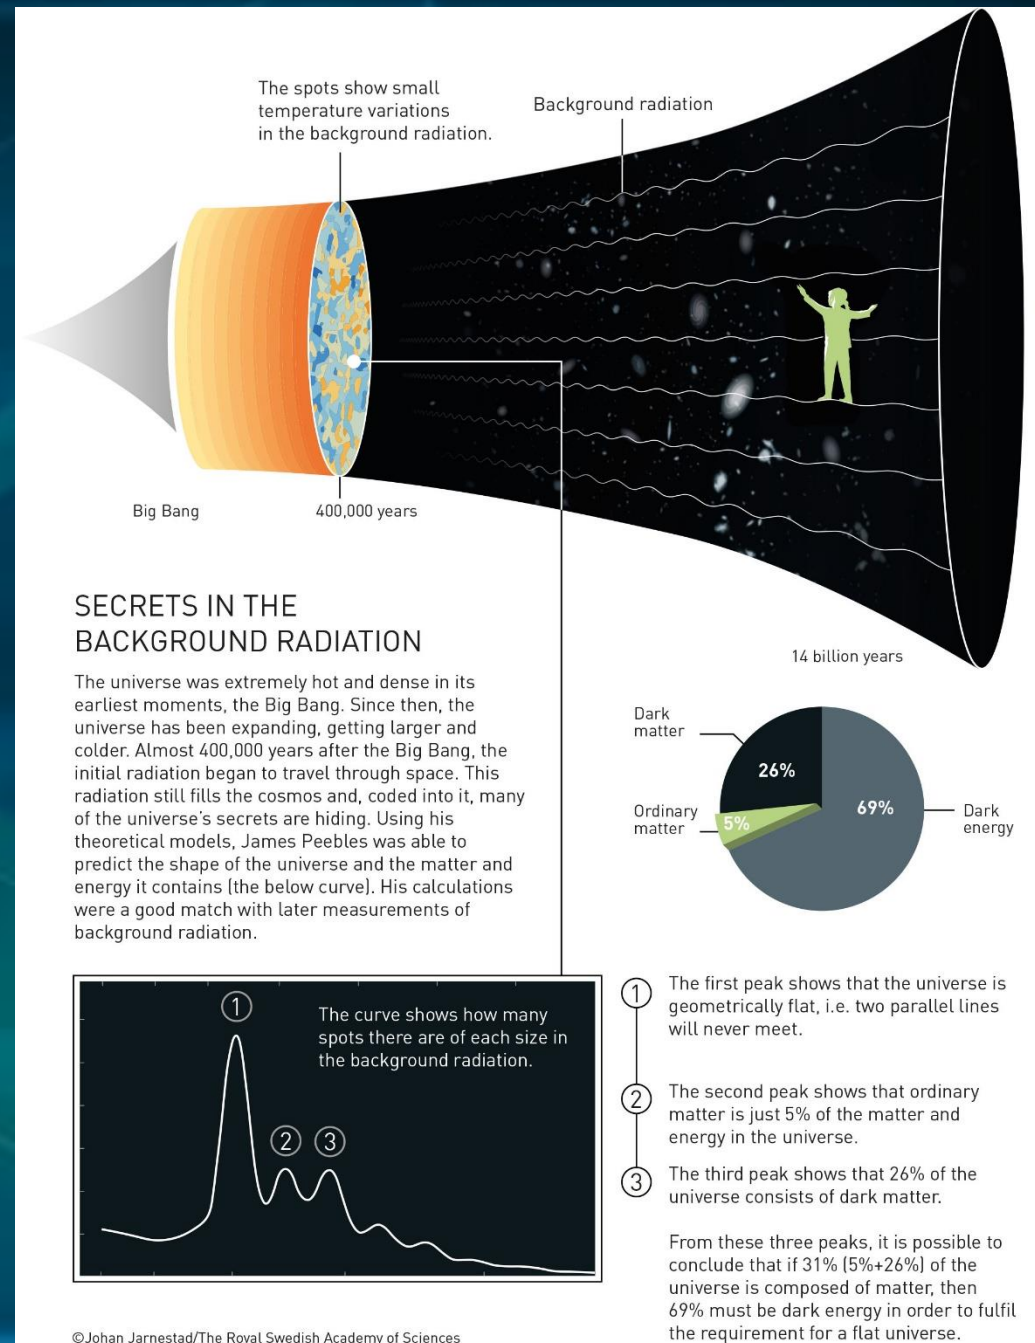 The spots show small
temperature variations
in the background radiation.
Background radiation
Big Bang
400,000 years
14 billion years
SECRETS IN THE
BACKGROUND RADIATION
The universe was extremely hot and dense in its
earliest moments, the Big Bang. Since then, the
universe has been expanding, getting larger and
colder. Almost 400,000 years after the Big Bang, the
initial radiation began to travel through space. This
radiation still fills the cosmos and, coded into it, many
of the universe's secrets are hiding. Using his
theoretical models, James Peebles was able to
predict the shape of the universe and the matter and
energy it contains (the below curve). His calculations
were a good match with later measurements of
background radiation.
Dark
matter
26%
Ordinary
matter
5%
69%
Dark
energy
1
The curve shows how many
spots there are of each size in
the background radiation.
2
3
1
The first peak shows that the universe is
geometrically flat, i.e. two parallel lines
will never meet.
2
The second peak shows that ordinary
matter is just 5% of the matter and
energy in the universe.
3
The third peak shows that 26% of the
universe consists of dark matter.
From these three peaks, it is possible to
conclude that if 31% (5%+26%) of the
universe is composed of matter, then
69% must be dark energy in order to fulfil
the requirement for a flat universe.
©Johan Jarnestad/The Royal Swedish Academy of Sciences